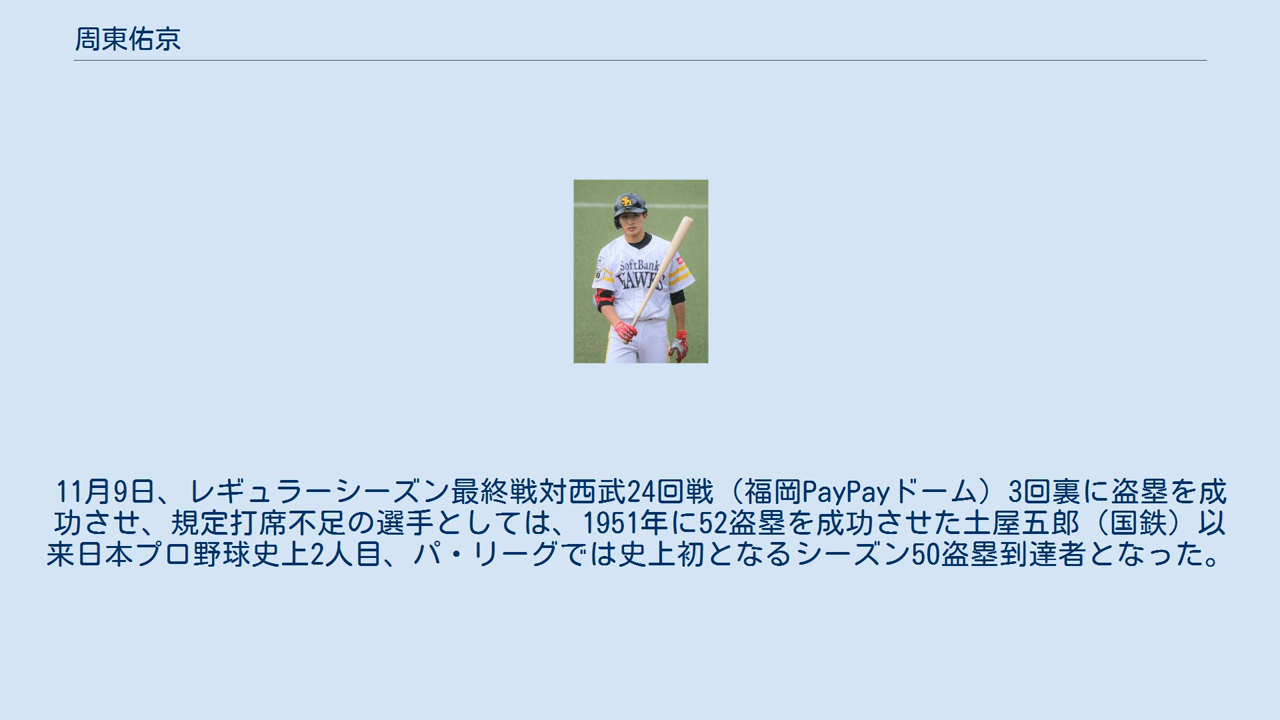 周東佑京
SoftBank
HAWKS
11月9日、レギュラーシーズン最終戦対西武24回戦（福岡PayPayドーム）3回裏に盗塁を成
功させ、規定打席不足の選手としては、1951年に52盗塁を成功させた土屋五郎（国鉄）以
来日本プロ野球史上2人目、パ・リーグでは史上初となるシーズン50盗塁到達者となった。